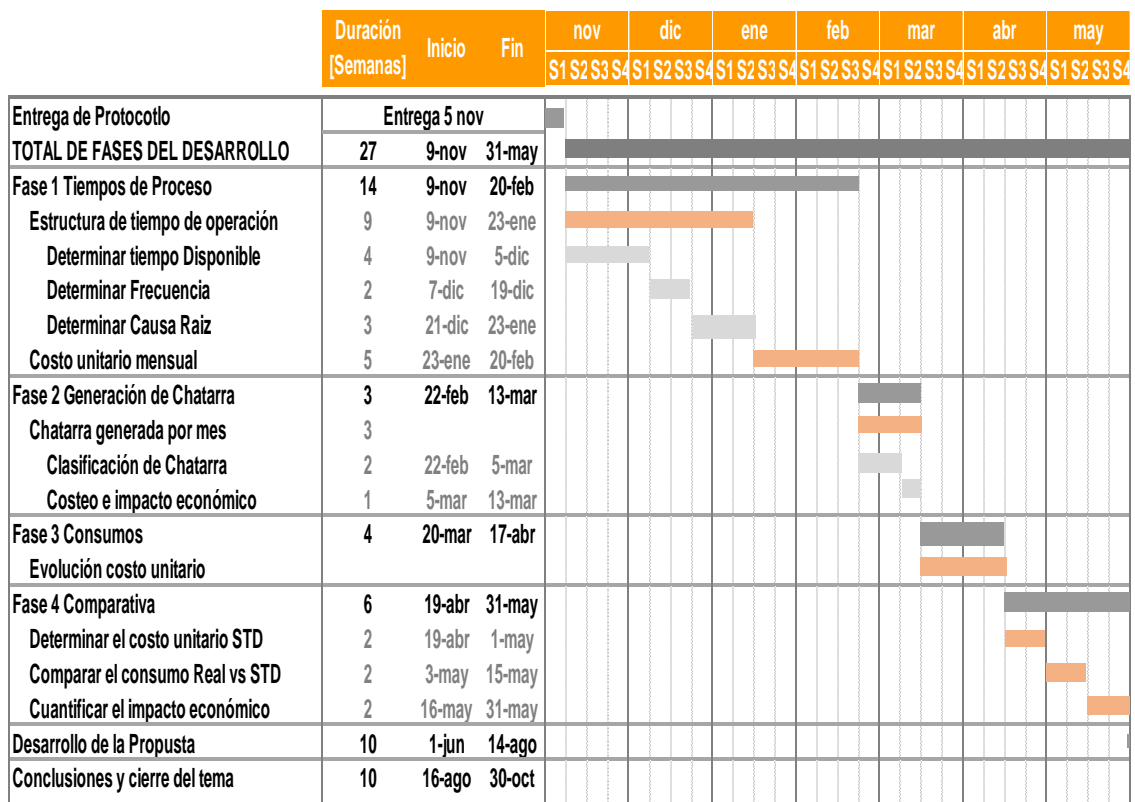 Duración [Semanas] Inicio Fin nov dic ene feb mar abr may
S1 S2 S3 S4 S1 S2 S3 S4 S1 S2 S3 S4 S1 S2 S3 S4 S1 S2 S3 S4 S1 S2 S3 S4 S1 S2 S3 S4
Entrega de Protocotlo Entrega 5 nov
TOTAL DE FASES DEL DESARROLLO 27 9-nov 31-may
Fase 1 Tiempos de Proceso 14 9-nov 20-feb
Estructura de tiempo de operación 9 9-nov 23-ene
Determinar tiempo Disponible 4 9-nov 5-dic
Determinar Frecuencia 2 7-dic 19-dic
Determinar Causa Raiz 3 21-dic 23-ene
Costo unitario mensual 5 23-ene 20-feb
Fase 2 Generación de Chatarra 3 22-feb 13-mar
Chatarra generada por mes 3
Clasificación de Chatarra 2 22-feb 5-mar
Costeo e impacto económico 1 5-mar 13-mar
Fase 3 Consumos 4 20-mar 17-abr
Evolución costo unitario
Fase 4 Comparativa 6 19-abr 31-may
Determinar el costo unitario STD 2 19-abr 1-may
Comparar el consumo Real vs STD 2 3-may 15-may
Cuantificar el impacto económico 2 16-may 31-may
Desarrollo de la Propusta 10 1-jun 14-ago
Conclusiones y cierre del tema 10 16-ago 30-oct